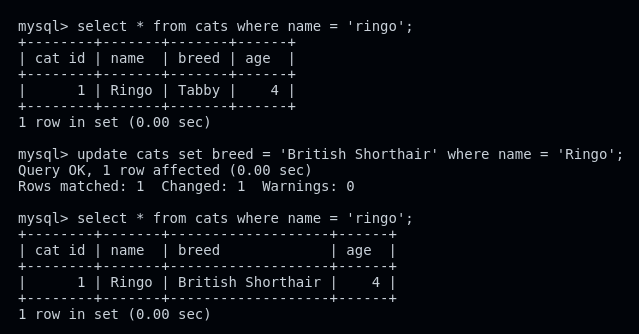 mysql> select * from cats where name = 'ringo';
+--------+-------+-------+------+
| cat id | name  | breed | age  |
+--------+-------+-------+------+
|      1 | Ringo | Tabby |    4 |
+--------+-------+-------+------+
1 row in set (0.00 sec)

mysql> update cats set breed = 'British Shorthair' where name = 'Ringo';
Query OK, 1 row affected (0.00 sec)
Rows matched: 1  Changed: 1  Warnings: 0

mysql> select * from cats where name = 'ringo';
+--------+-------+-------------------+------+
| cat id | name  | breed             | age  |
+--------+-------+-------------------+------+
|      1 | Ringo | British Shorthair |    4 |
+--------+-------+-------------------+------+
1 row in set (0.00 sec)